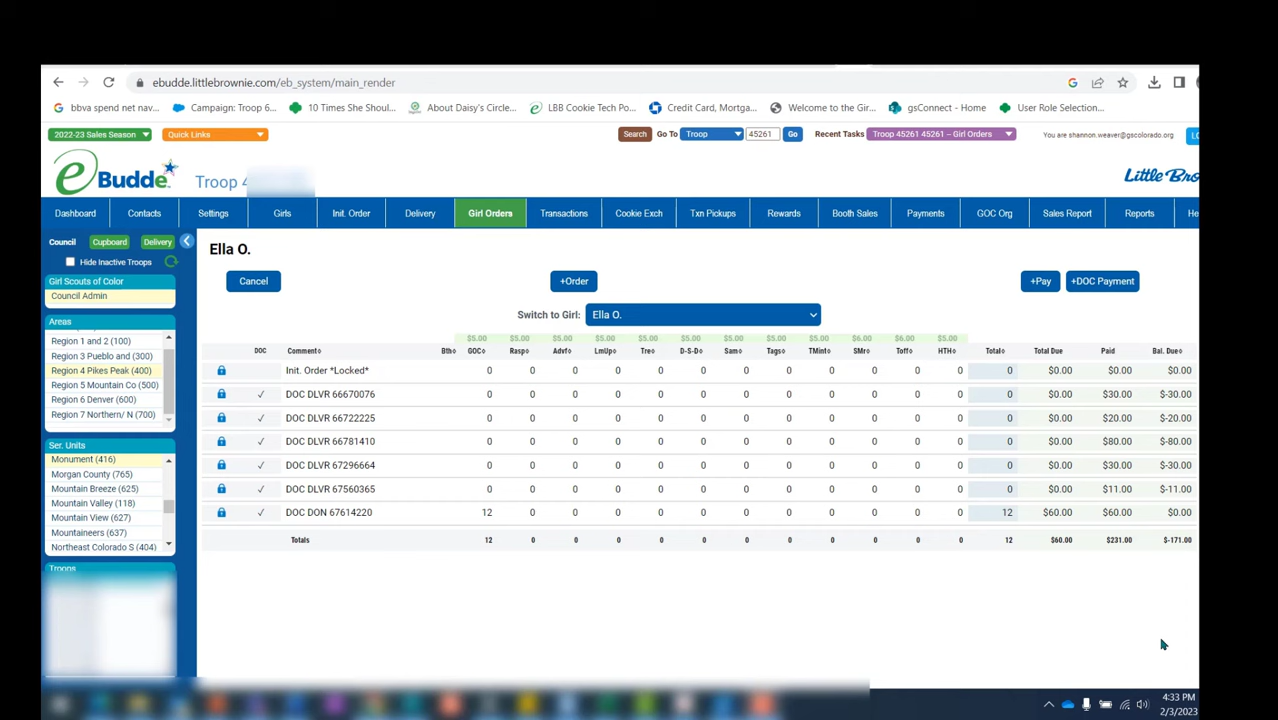 ebudde.littlebrownie.com/eb_system/main_render
bbva spend net nav... Campaign: Troop 6... 10 Times She Shoul... About Daisy's Circle... LBB Cookie Tech Po... Credit Card, Mortga... Welcome to the Gir... gsConnect - Home User Role Selection...
2022-23 Sales Season Quick Links Search Go To Troop 45261 Go Recent Tasks Troop 45261 45261 – Girl Orders You are shannon.weaver@gscolorado.org
eBudde Troop 4 Little Bro
Dashboard Contacts Settings Girls Init. Order Delivery Girl Orders Transactions Cookie Exch Txn Pickups Rewards Booth Sales Payments GOC Org Sales Report Reports He
Council Cupboard Delivery
Hide Inactive Troops
Girl Scouts of Color
Council Admin
Areas
Region 1 and 2 (100)
Region 3 Pueblo and (300)
Region 4 Pikes Peak (400)
Region 5 Mountain Co (500)
Region 6 Denver (600)
Region 7 Northern/ N (700)
Ser. Units
Monument (416)
Morgan County (765)
Mountain Breeze (625)
Mountain Valley (118)
Mountain View (627)
Mountaineers (637)
Northeast Colorado S (404)
Troops
Ella O.
Cancel +Order +Pay +DOC Payment
Switch to Girl: Ella O.
$5.00 $5.00 $5.00 $5.00 $5.00 $5.00 $5.00 $5.00 $5.00 $6.00 $6.00 $5.00
DOC Comment Bth GOC Rasp Advf LmUp Tre D-S-D Sam Tags TMint SMr Toff HTH Total Total Due Paid Bal. Due
Init. Order *Locked* 0 0 0 0 0 0 0 0 0 0 0 0 0 $0.00 $0.00 $0.00
✓ DOC DLVR 66670076 0 0 0 0 0 0 0 0 0 0 0 0 0 $0.00 $30.00 $-30.00
✓ DOC DLVR 66722225 0 0 0 0 0 0 0 0 0 0 0 0 0 $0.00 $20.00 $-20.00
✓ DOC DLVR 66781410 0 0 0 0 0 0 0 0 0 0 0 0 0 $0.00 $80.00 $-80.00
✓ DOC DLVR 67296664 0 0 0 0 0 0 0 0 0 0 0 0 0 $0.00 $30.00 $-30.00
✓ DOC DLVR 67560365 0 0 0 0 0 0 0 0 0 0 0 0 0 $0.00 $11.00 $-11.00
✓ DOC DON 67614220 12 0 0 0 0 0 0 0 0 0 0 0 12 $60.00 $60.00 $0.00
Totals 12 0 0 0 0 0 0 0 0 0 0 0 12 $60.00 $231.00 $-171.00
4:33 PM
2/3/2023